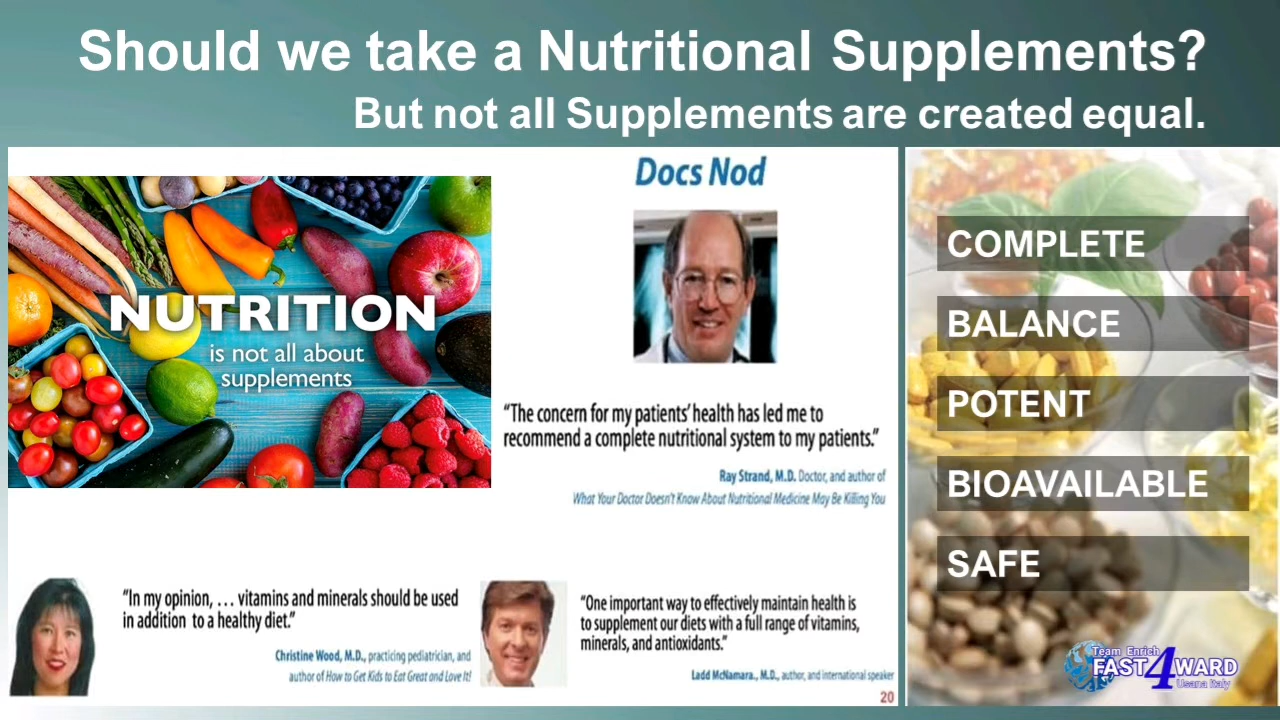 Should we take a Nutritional Supplements?
But not all Supplements are created equal.
NUTRITION
is not all about
supplements
Docs Nod
“The concern for my patients’ health has led me to
recommend a complete nutritional system to my patients.”
Ray Strand, M.D. Doctor, and author of
What Your Doctor Doesn't Know About Nutritional Medicine May Be Killing You
“In my opinion, . . . vitamins and minerals should be used
in addition to a healthy diet.”
Christine Wood, M.D., practicing pediatrician, and
author of How to Get Kids to Eat Great and Love It!
“One important way to effectively maintain health is
to supplement our diets with a full range of vitamins,
minerals, and antioxidants.”
Ladd McNamara., M.D., author, and international speaker
20
COMPLETE
BALANCE
POTENT
BIOAVAILABLE
SAFE
Team Enrich
FAST4WARD
Usana Italy